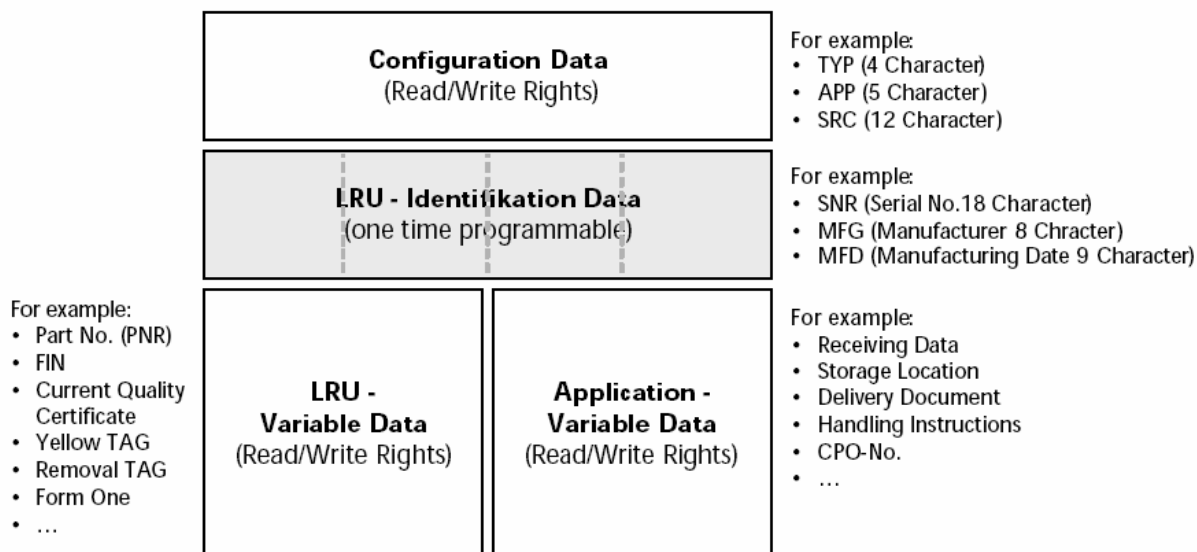 Configuration Data
(Read/Write Rights)
For example:
• TYP (4 Character)
• APP (5 Character)
• SRC (12 Character)
LRU - Identifikation Data
(one time programmable)
For example:
• SNR (Serial No.18 Character)
• MFG (Manufacturer 8 Chracter)
• MFD (Manufacturing Date 9 Character)
For example:
• Part No. (PNR)
• FIN
• Current Quality
Certificate
• Yellow TAG
• Removal TAG
• Form One
• ...
LRU -
Variable Data
(Read/Write Rights)
Application -
Variable Data
(Read/Write Rights)
For example:
• Receiving Data
• Storage Location
• Delivery Document
• Handling Instructions
• CPO-No.
• ...